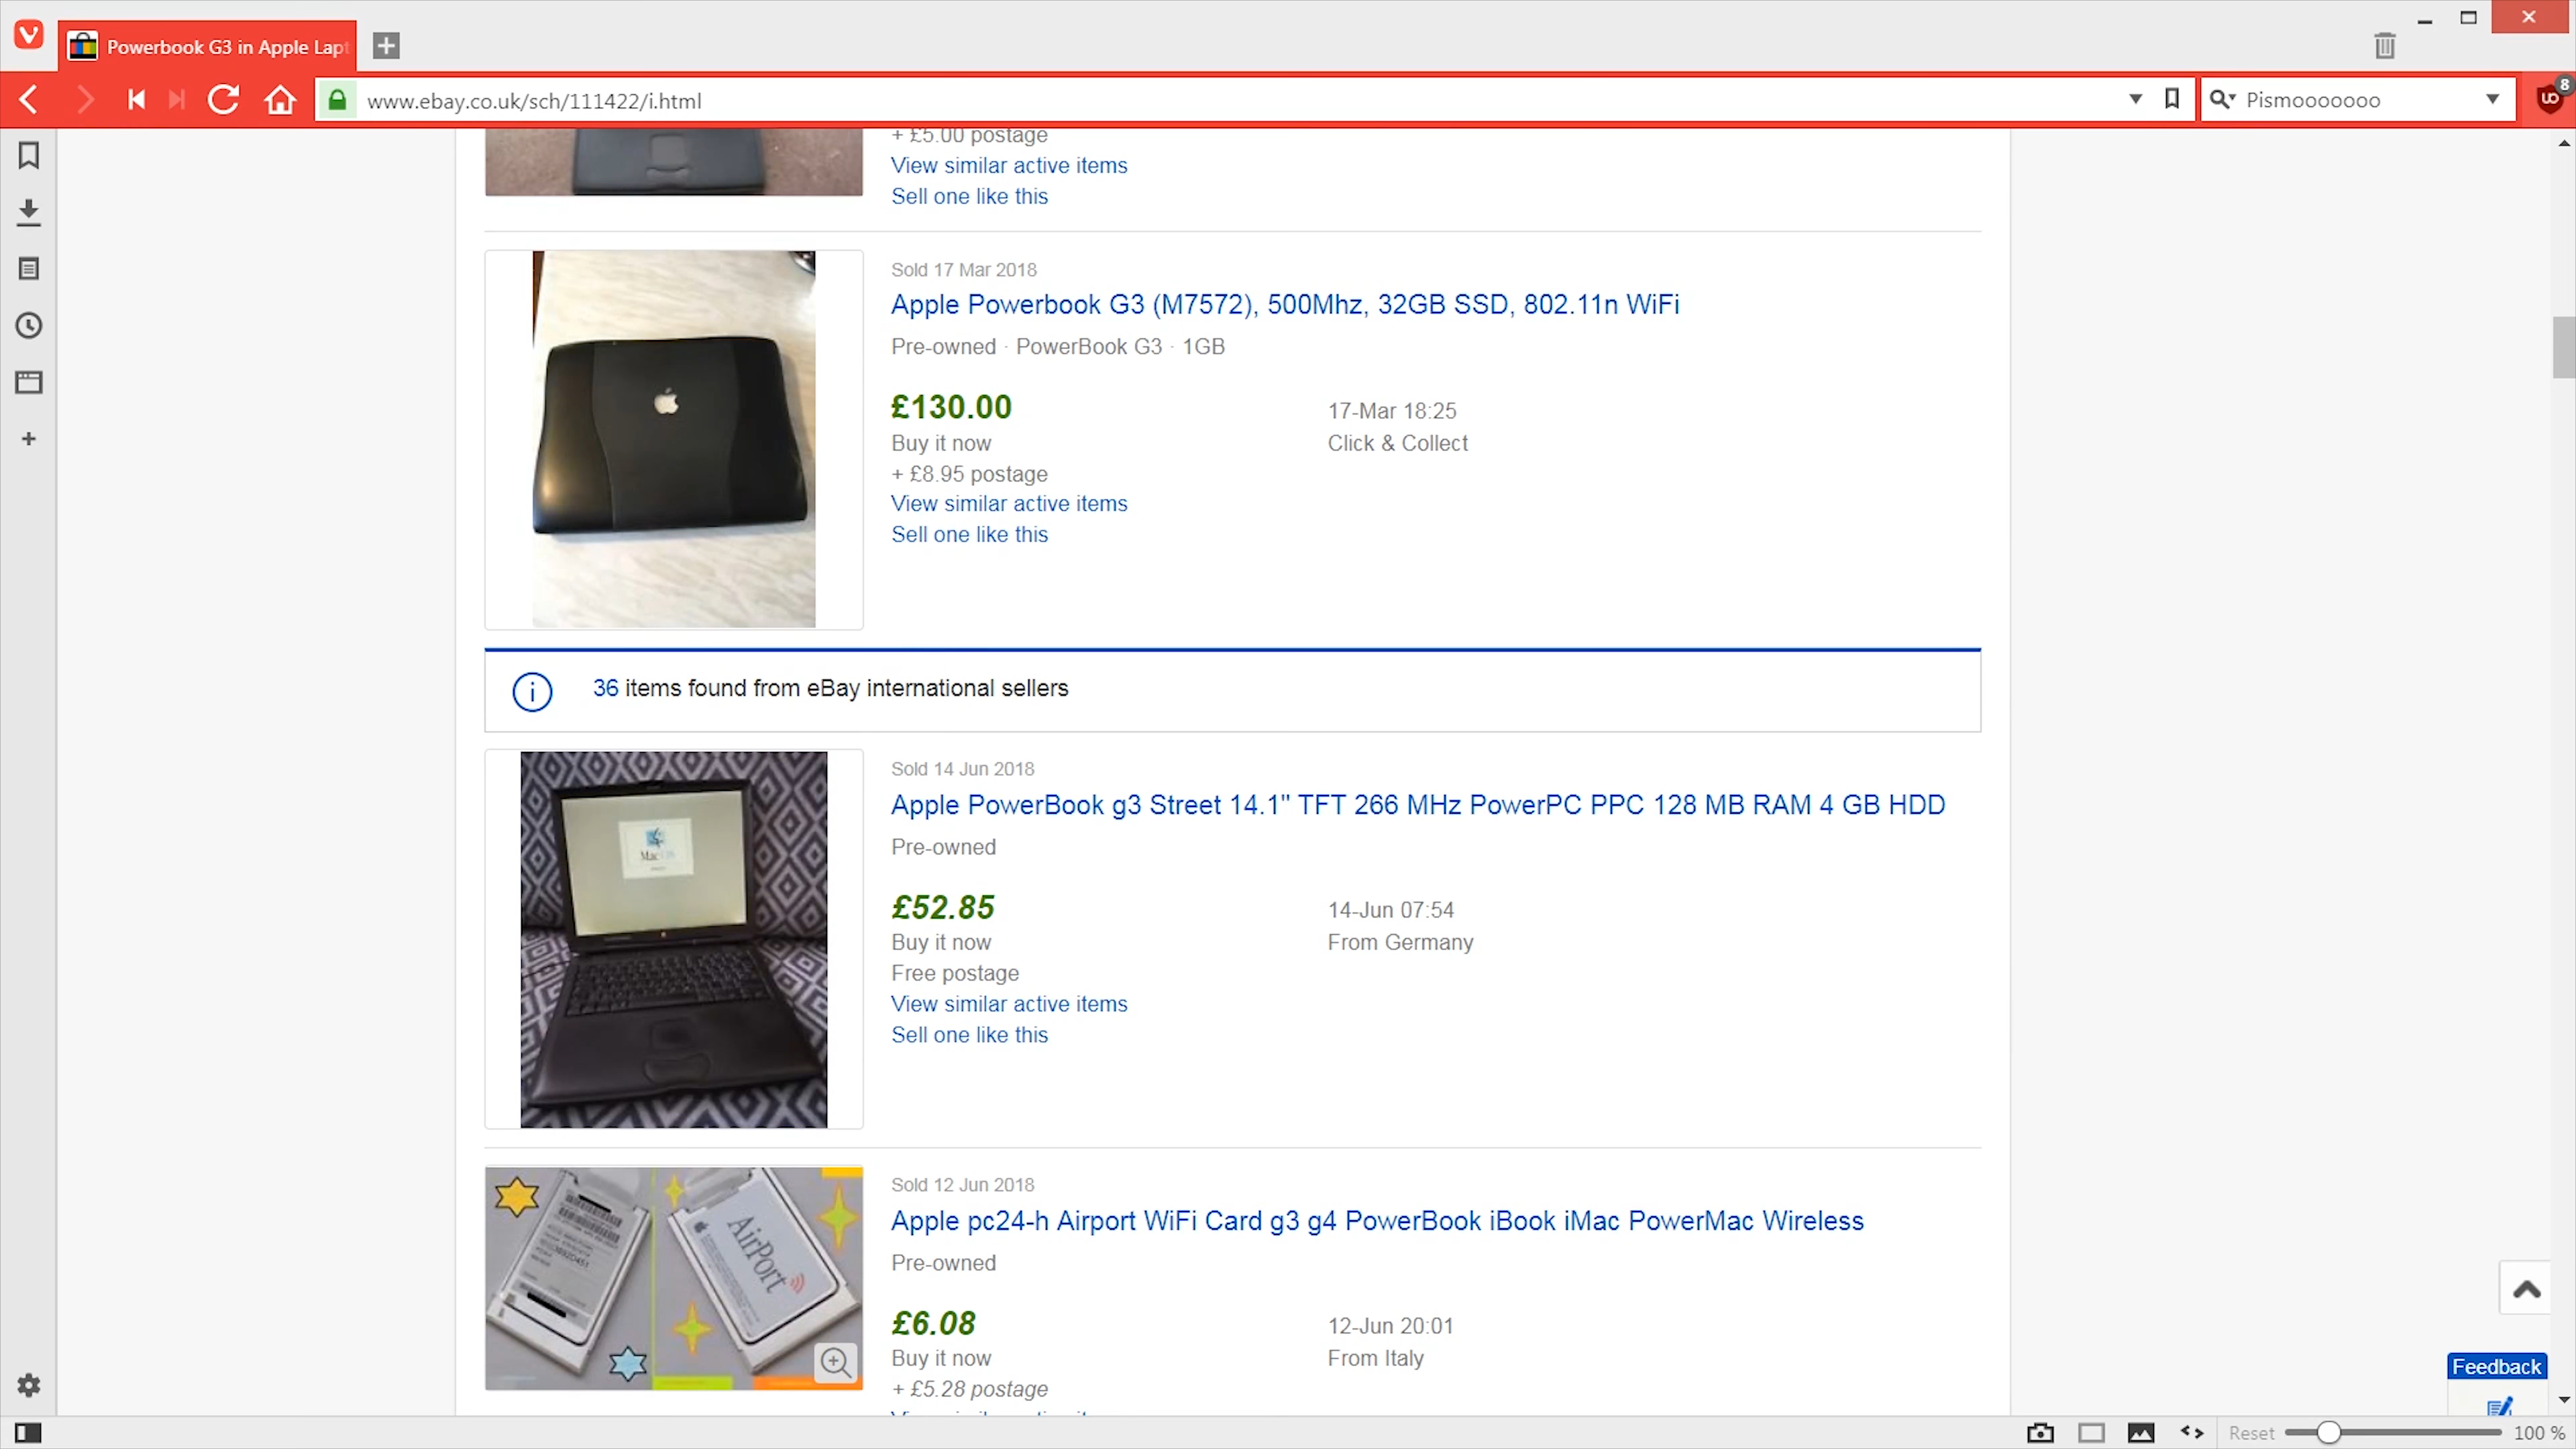 Powerbook G3 in Apple Lapt
www.ebay.co.uk/sch/111422/i.html
Pismooooooo
8
+ £5.00 postage
View similar active items
Sell one like this
Sold 17 Mar 2018
Apple Powerbook G3 (M7572), 500Mhz, 32GB SSD, 802.11n WiFi
Pre-owned · PowerBook G3 · 1GB
£130.00
17-Mar 18:25
Buy it now
Click & Collect
+ £8.95 postage
View similar active items
Sell one like this
36 items found from eBay international sellers
Sold 14 Jun 2018
Apple PowerBook g3 Street 14.1" TFT 266 MHz PowerPC PPC 128 MB RAM 4 GB HDD
Pre-owned
£52.85
14-Jun 07:54
Buy it now
From Germany
Free postage
View similar active items
Sell one like this
Mac OS
Sold 12 Jun 2018
Apple pc24-h Airport WiFi Card g3 g4 PowerBook iBook iMac PowerMac Wireless
Pre-owned
£6.08
12-Jun 20:01
Buy it now
From Italy
+ £5.28 postage
AirPort
Feedback
Reset
100 %